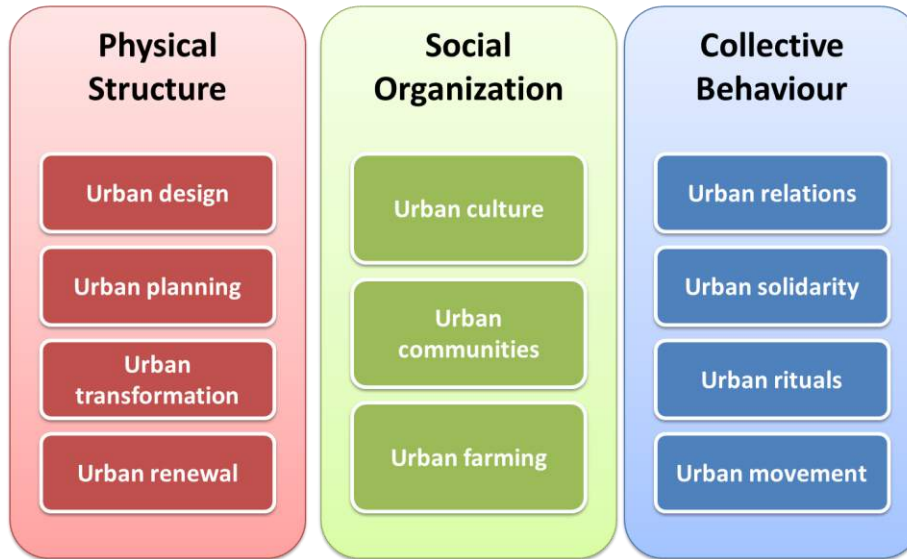 Physical
Structure
Urban design
Urban planning
Urban
transformation
Urban renewal
Social
Organization
Urban culture
Urban
communities
Urban farming
Collective
Behaviour
Urban relations
Urban solidarity
Urban rituals
Urban movement